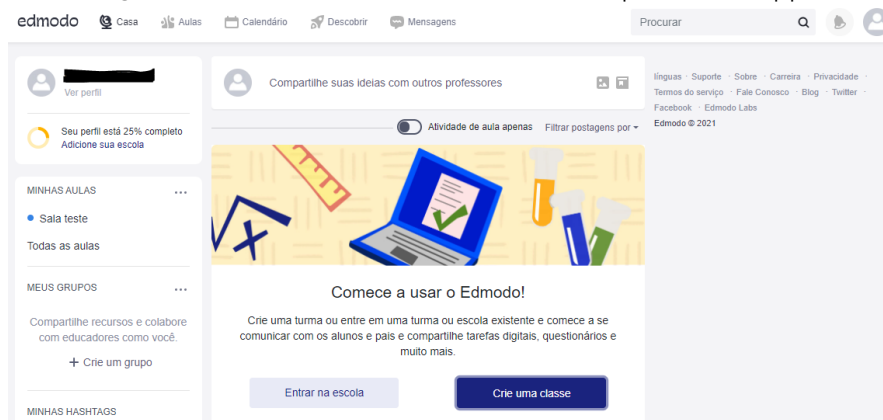 edmodo Casa Aulas Calendário Descobrir Mensagens Procurar
Ver perfil
Seu perfil está 25% completo
Adicione sua escola
MINHAS AULAS ...
Sala teste
Todas as aulas
MEUS GRUPOS ...
Compartilhe recursos e colabore
com educadores como você.
+ Crie um grupo
MINHAS HASHTAGS
Compartilhe suas ideias com outros professores
Atividade de aula apenas Filtrar postagens por
Comece a usar o Edmodo!
Crie uma turma ou entre em uma turma ou escola existente e comece a se
comunicar com os alunos e pais e compartilhe tarefas digitais, questionários e
muito mais.
Entrar na escola Crie uma classe
línguas · Suporte · Sobre · Carreira · Privacidade ·
Termos do serviço · Fale Conosco · Blog · Twitter ·
Facebook · Edmodo Labs
Edmodo © 2021